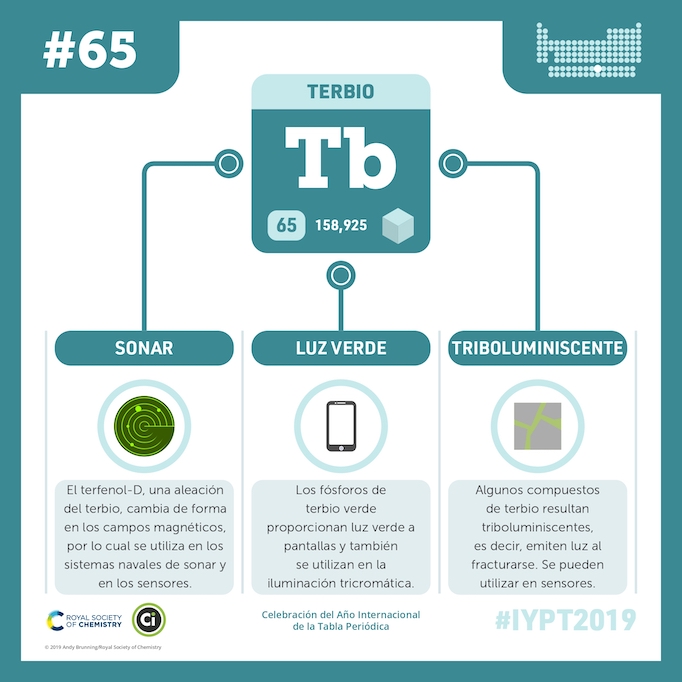 #65
TERBIO
Tb
65
158,925
SONAR
LUZ VERDE
TRIBOLUMINISCENTE
El terfenol-D, una aleación
del terbio, cambia de forma
en los campos magnéticos,
por lo cual se utiliza en los
sistemas navales de sonar y
en los sensores.
Los fósforos de
terbio verde
proporcionan luz verde a
pantallas y también
se utilizan en la
iluminación tricromática.
Algunos compuestos
de terbio resultan
triboluminiscentes,
es decir, emiten luz al
fracturarse. Se pueden
utilizar en sensores.
ROYAL SOCIETY
OF CHEMISTRY
Ci
Celebración del Año Internacional
de la Tabla Periódica
#IYPT2019
© 2019 Andy Brunning/Royal Society of Chemistry